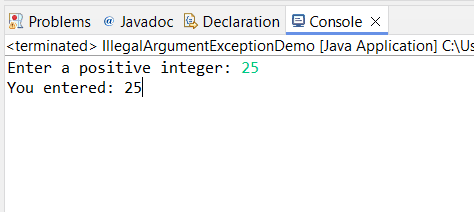 Problems @ Javadoc Declaration Console
<terminated> IllegalArgumentExceptionDemo [Java Application] C:\Us
Enter a positive integer: 25
You entered: 25